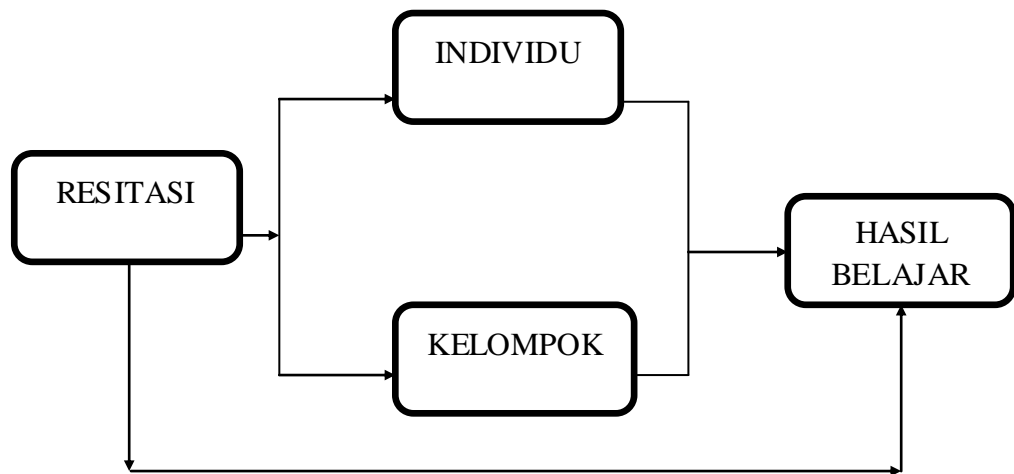 INDIVIDU
RESITASI
HASIL
BELAJAR
KELOMPOK